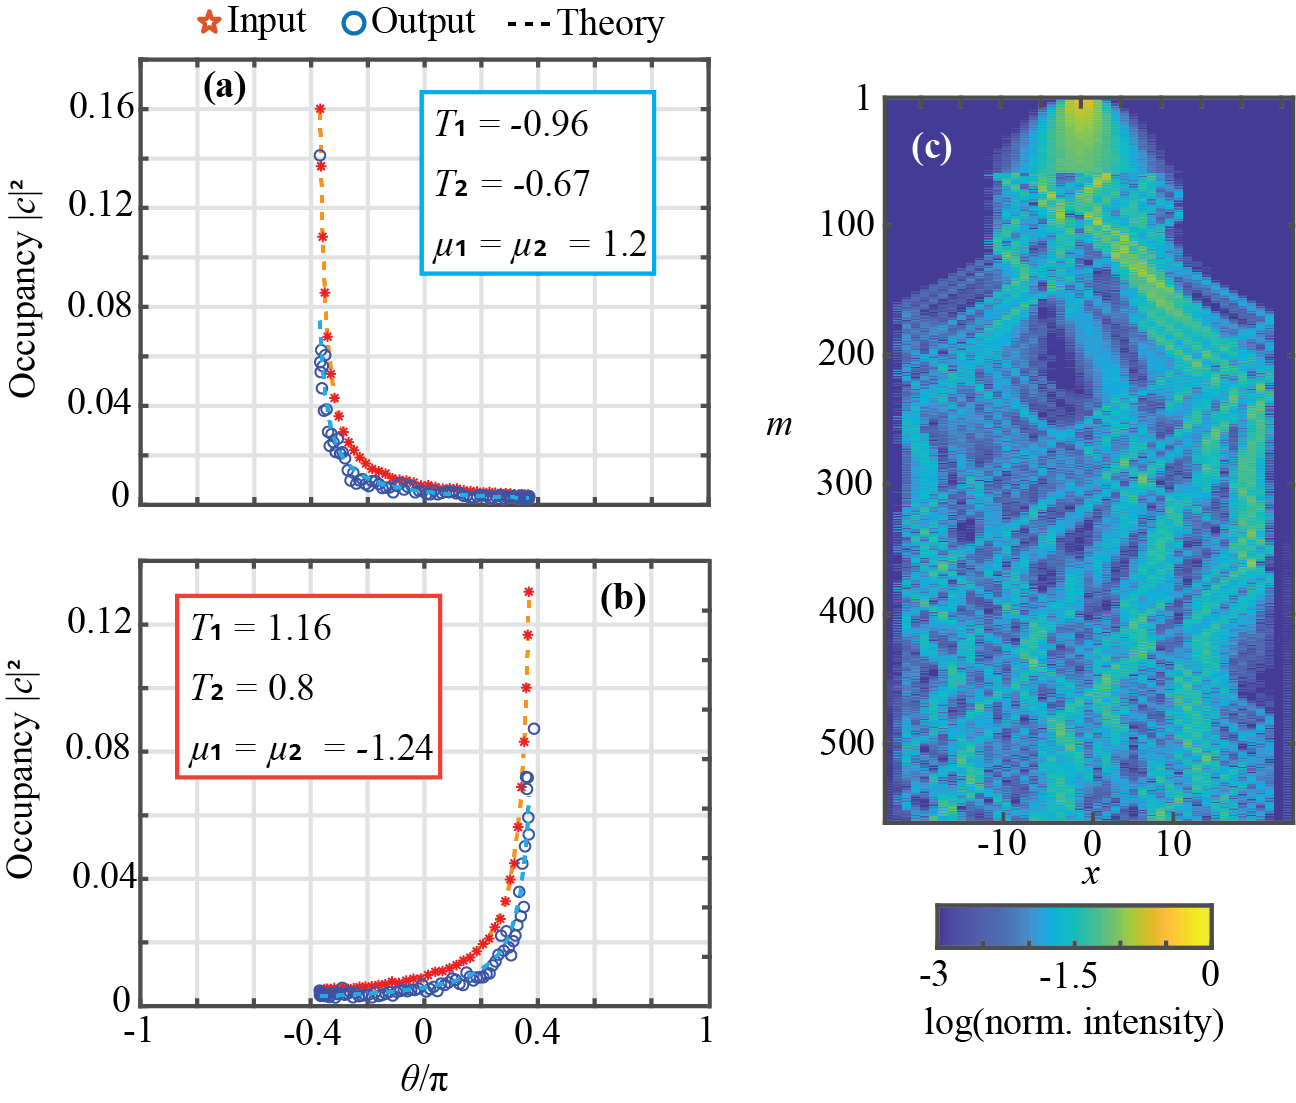 Input Output Theory
(a)
Occupancy |c|²
0.16
0.12
0.08
0.04
0
T₁ = -0.96
T₂ = -0.67
μ₁ = μ₂ = 1.2
(b)
Occupancy |c|²
0.12
0.08
0.04
0
T₁ = 1.16
T₂ = 0.8
μ₁ = μ₂ = -1.24
-1 -0.4 0 0.4 1
θ/π
(c)
m
1
100
200
300
400
500
-10 0 10
x
-3 -1.5 0
log(norm. intensity)